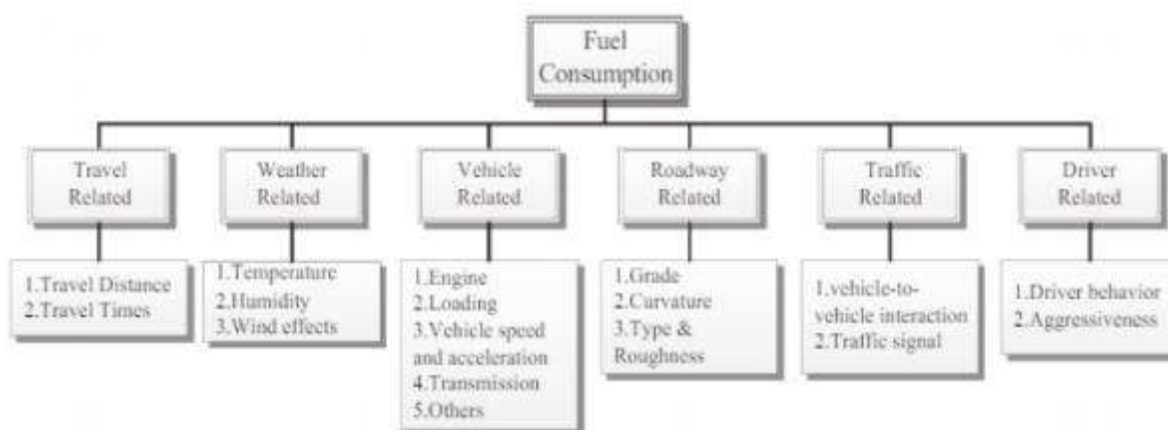 Fuel
Consumption
Travel
Related
Weather
Related
Vehicle
Related
Roadway
Related
Traffic
Related
Driver
Related
1.Travel Distance
2.Travel Times
1.Temperature
2.Humidity
3.Wind effects
1.Engine
2.Loading
3.Vehicle speed
and acceleration
4.Transmission
5.Others
1.Grade
2.Curvature
3.Type &
Roughness
1.vehicle-to-
vehicle interaction
2.Traffic signal
1.Driver behavior
2.Aggressiveness